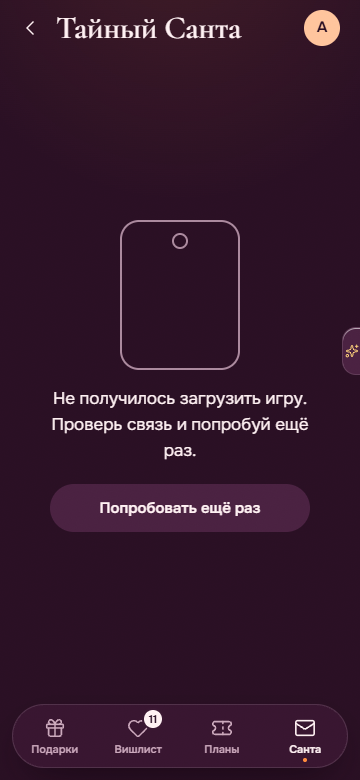 Тайный Санта
A
Не получилось загрузить игру.
Проверь связь и попробуй ещё
раз.
Попробовать ещё раз
11
Подарки
Вишлист
Планы
Санта